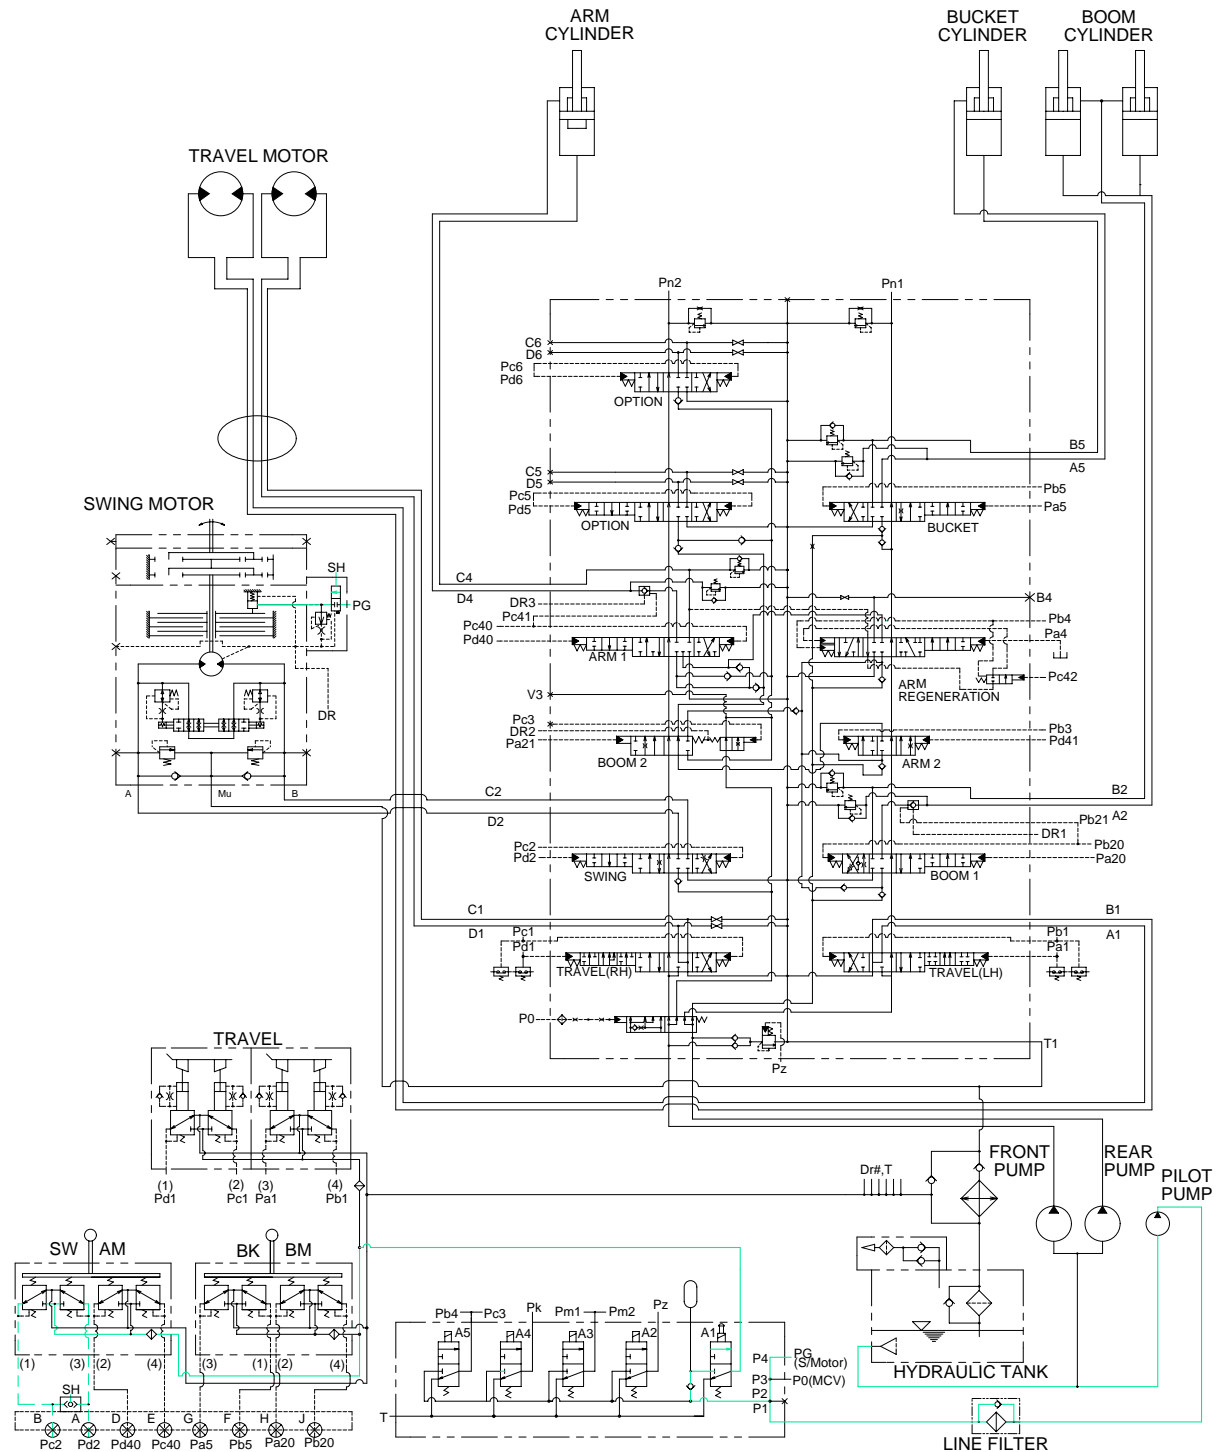 ARM
CYLINDER
BUCKET
CYLINDER
BOOM
CYLINDER
TRAVEL MOTOR
Pn2
Pn1
C6
D6
Pc6
Pd6
OPTION
B5
A5
C5
D5
Pc5
Pd5
OPTION
Pb5
Pa5
BUCKET
SWING MOTOR
SH
PG
DR
A
Mu
B
C4
D4
DR3
Pc41
Pc40
Pd40
ARM 1
B4
Pb4
Pa4
Pc42
ARM
REGENERATION
V3
Pc3
DR2
Pa21
BOOM 2
Pb3
Pd41
ARM 2
C2
D2
B2
A2
Pb21
DR1
Pc2
Pd2
SWING
Pb20
Pa20
BOOM 1
C1
D1
B1
A1
Pc1
Pd1
TRAVEL(RH)
Pb1
Pa1
TRAVEL(LH)
P0
T1
Pz
TRAVEL
(1)
Pd1
(2)
Pc1
(3)
Pa1
(4)
Pb1
Dr#,T
FRONT
PUMP
REAR
PUMP
PILOT
PUMP
SW AM
BK BM
(1)
(3)
(2)
(4)
(3)
(1)
(2)
(4)
SH
B
A
D
E
G
F
H
J
Pc2
Pd2
Pd40
Pc40
Pa5
Pb5
Pa20
Pb20
Pb4
Pc3
Pk
Pm1
Pm2
Pz
A5
A4
A3
A2
A1
T
P4
P3
P2
P1
PG
(S/Motor)
P0(MCV)
HYDRAULIC TANK
LINE FILTER